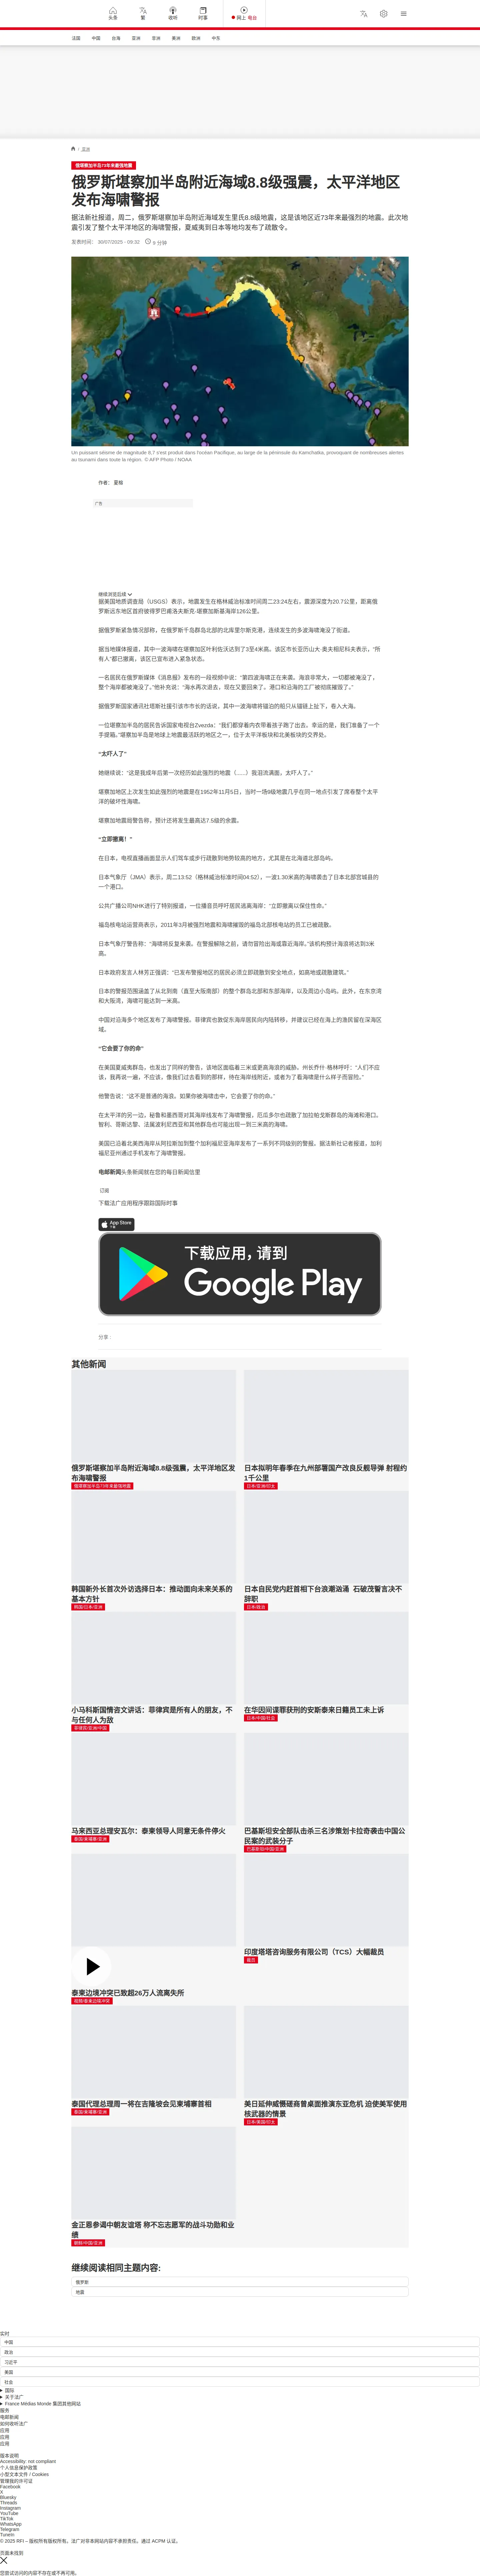 头条
窗
收听
时事
网上 电台
法国
中国
台海
亚洲
非洲
美洲
欧洲
中东
/ 亚洲
俄堪察加半岛73年来最强地震
俄罗斯堪察加半岛附近海域8.8级强震，太平洋地区
发布海啸警报
据法新社报道，周二，俄罗斯堪察加半岛附近海域发生里氏8.8级地震，这是该地区近73年来最强烈的地震。此次地
震引发了整个太平洋地区的海啸警报，夏威夷到日本等地均发布了疏散令。
发表时间： 30/07/2025 - 09:32
8 分钟
Un puissant séisme de magnitude 8,7 s'est produit dans l'océan Pacifique, au large de la péninsule du Kamchatka, provoquant de nombreuses alertes
au tsunami dans toute la région. © AFP Photo / NOAA
作者： 夏榕
广告
继续浏览后续
据美国地质调查局（USGS）表示，地震发生在格林威治标准时间周二23:24左右，震源深度为20.7公里，距离俄
罗斯远东地区首府彼得罗巴甫洛夫斯克-堪察加斯基海岸126公里。
据俄罗斯紧急情况部称，在俄罗斯千岛群岛北部的北库里尔斯克港，连续发生的多波海啸淹没了街道。
据当地媒体报道，其中一波海啸在堪察加区叶利佐沃达到了3至4米高。该区市长亚历山大·奥夫相尼科夫表示，“所
有人”都已撤离，该区已宣布进入紧急状态。
一名居民在俄罗斯媒体《消息报》发布的一段视频中说：“第四波海啸正在来袭。海浪非常大，一切都被淹没了，
整个海岸都被淹没了。”他补充说：“海水再次退去，现在又要回来了。港口和沿海的工厂被彻底摧毁了。”
据俄罗斯国家通讯社塔斯社援引该市市长的话说，其中一波海啸将锚泊的船只从锚链上扯下，卷入大海。
一位堪察加半岛的居民告诉国家电视台Zvezda：“我们都穿着内衣带着孩子跑了出去。幸运的是，我们准备了一个
手提箱。”堪察加半岛是地球上地震最活跃的地区之一，位于太平洋板块和北美板块的交界处。
“太吓人了”
她继续说：“这是我成年后第一次经历如此强烈的地震（......）我泪流满面。太吓人了。”
堪察加地区上次发生如此强烈的地震是在1952年11月5日，当时一场9级地震几乎在同一地点引发了席卷整个太平
洋的破坏性海啸。
堪察加地震局警告称，预计还将发生最高达7.5级的余震。
“立即撤离！”
在日本，电视直播画面显示人们驾车或步行疏散到地势较高的地方，尤其是在北海道北部岛屿。
日本气象厅（JMA）表示，周二13:52（格林威治标准时间04:52），一波1.30米高的海啸袭击了日本北部宫城县的
一个港口。
公共广播公司NHK进行了特别报道，一位播音员呼吁居民逃离海岸：“立即撤离以保住性命。”
福岛核电站运营商表示，2011年3月被强烈地震和海啸摧毁的福岛北部核电站的员工已被疏散。
日本气象厅警告称：“海啸将反复来袭。在警报解除之前，请勿冒险出海或靠近海岸。”该机构预计海浪将达到3米
高。
日本政府发言人林芳正强调：“已发布警报地区的居民必须立即疏散到安全地点，如高地或疏散建筑。”
日本的警报范围涵盖了从北到南（直至大阪南部）的整个群岛北部和东部海岸，以及周边小岛屿。此外，在东京湾
和大阪湾，海啸可能达到一米高。
中国对沿海多个地区发布了海啸警报。菲律宾也敦促东海岸居民向内陆转移，并建议已经在海上的渔民留在深海区
域。
“它会要了你的命”
在美国夏威夷群岛，也发出了同样的警告，该地区面临着三米或更高海浪的威胁。州长乔什·格林呼吁：“人们不应
该，我再说一遍，不应该，像我们过去看到的那样，待在海岸线附近，或者为了看海啸是什么样子而冒险。”
他警告说：“这不是普通的海浪。如果你被海啸击中，它会要了你的命。”
在太平洋的另一边，秘鲁和墨西哥对其海岸线发布了海啸警报，厄瓜多尔也疏散了加拉帕戈斯群岛的海滩和港口。
智利、哥斯达黎、法属波利尼西亚和其他群岛也可能出现一到三米高的海啸。
美国已沿着北美西海岸从阿拉斯加到整个加利福尼亚海岸发布了一系列不同级别的警报。据法新社记者报道，加利
福尼亚州通过手机发布了海啸警报。
电邮新闻头条新闻就在您的每日新闻信里
订阅
下载法广应用程序跟踪国际时事
App Store
下载应用，请到
Google Play
分享 :
其他新闻
俄罗斯堪察加半岛附近海域8.8级强震，太平洋地区发
布海啸警报
俄堪察加半岛73年来最强地震
日本拟明年春季在九州部署国产改良反舰导弹 射程约
1千公里
日本/亚洲/印太
韩国新外长首次外访选择日本：推动面向未来关系的
基本方针
韩国/日本/亚洲
日本自民党内赶首相下台浪潮汹涌 石破茂誓言决不
辞职
日本/政治
小马科斯国情咨文讲话：菲律宾是所有人的朋友，不
与任何人为敌
菲律宾/亚洲/中国
在华因间谍罪获刑的安斯泰来日籍员工未上诉
日本/中国/社会
马来西亚总理安瓦尔：泰柬领导人同意无条件停火
泰国/柬埔寨/亚洲
巴基斯坦安全部队击杀三名涉策划卡拉奇袭击中国公
民案的武装分子
巴基斯坦/中国/亚洲
泰柬边境冲突已致超26万人流离失所
视频/泰柬边境冲突
印度塔塔咨询服务有限公司（TCS）大幅裁员
裁员
泰国代理总理周一将在吉隆坡会见柬埔寨首相
泰国/柬埔寨/亚洲
美日延伸威慑磋商曾桌面推演东亚危机 迫使美军使用
核武器的情景
日本/美国/印太
金正恩参谒中朝友谊塔 称不忘志愿军的战斗功勋和业
绩
朝鲜/中国/亚洲
继续阅读相同主题内容:
俄罗斯
地震
实时
中国
政治
习近平
美国
社会
国际
关于法广
France Médias Monde 集团其他网站
服务
电邮新闻
如何收听法广
应用
应用
应用
版本说明
Accessibility: not compliant
个人信息保护政策
小型文本文件 / Cookies
管理我的许可证
Facebook
X
Bluesky
Threads
Instagram
YouTube
TikTok
WhatsApp
Telegram
TuneIn
© 2025 RFI – 版权所有版权所有。法广对非本网站内容不承担责任。通过 ACPM 认证。
页面未找到
您尝试访问的内容不存在或不再可用。